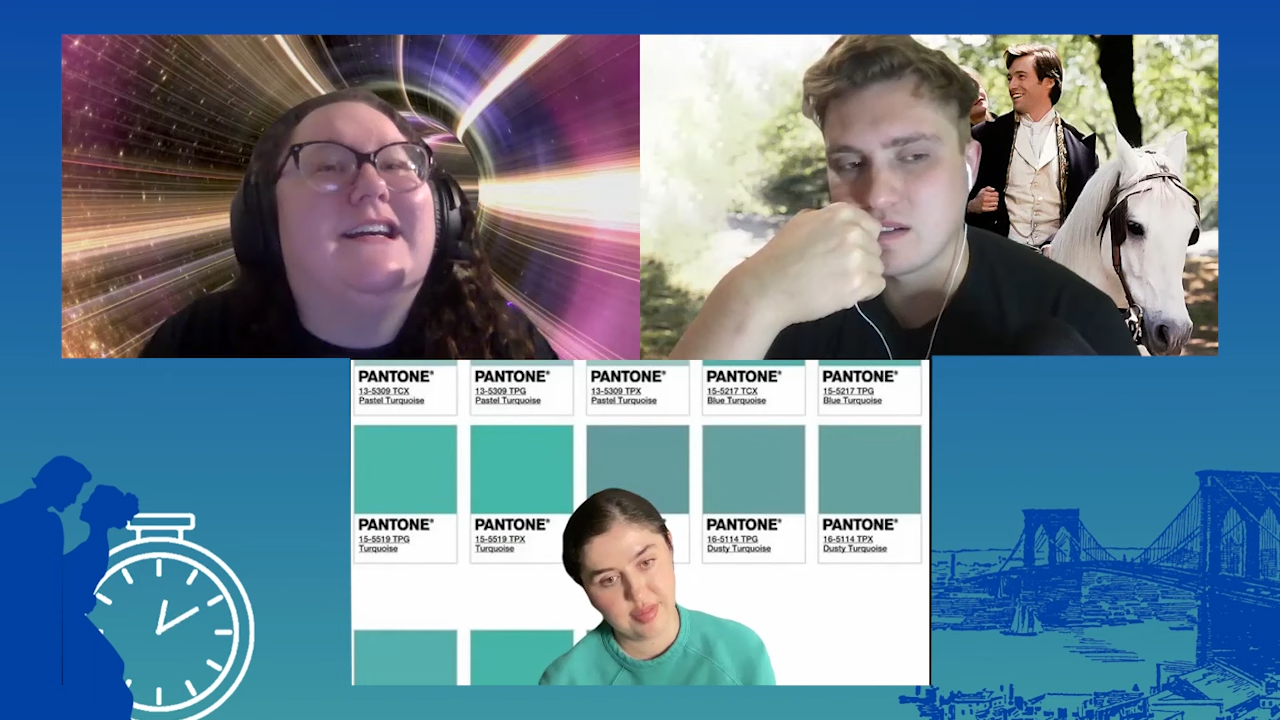 PANTONE® PANTONE® PANTONE® PANTONE® PANTONE®
13-5309 TCX 13-5309 TPG 13-5309 TPX 15-5217 TCX 15-5217 TPG
Pastel Turquoise Pastel Turquoise Pastel Turquoise Blue Turquoise Blue Turquoise
PANTONE® PANTONE® PANTONE® PANTONE®
15-5519 TPG 15-5519 TPX 16-5114 TPG 16-5114 TPX
Turquoise Turquoise Dusty Turquoise Dusty Turquoise